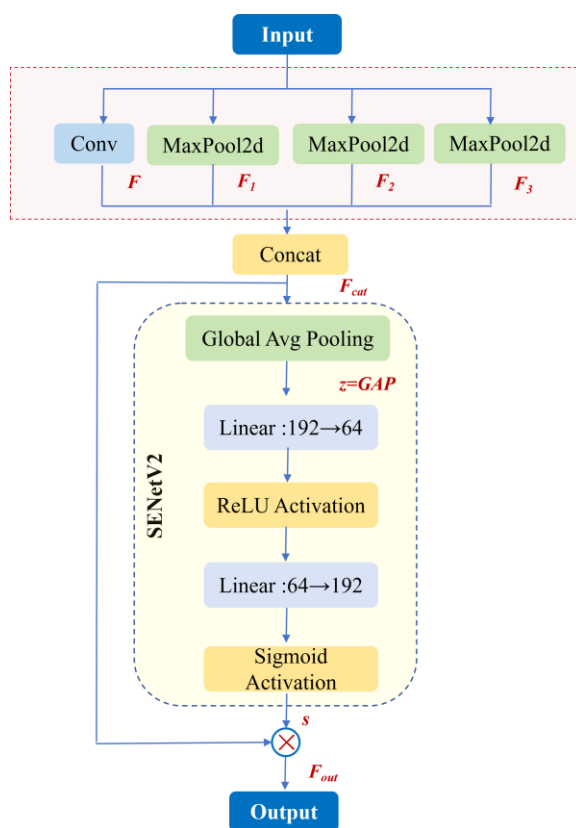 Input
Conv
MaxPool2d
MaxPool2d
MaxPool2d
F
F1
F2
F3
Concat
Fcat
Global Avg Pooling
z=GAP
Linear :192→64
SENetV2
ReLU Activation
Linear :64→192
Sigmoid
Activation
s
Fout
Output